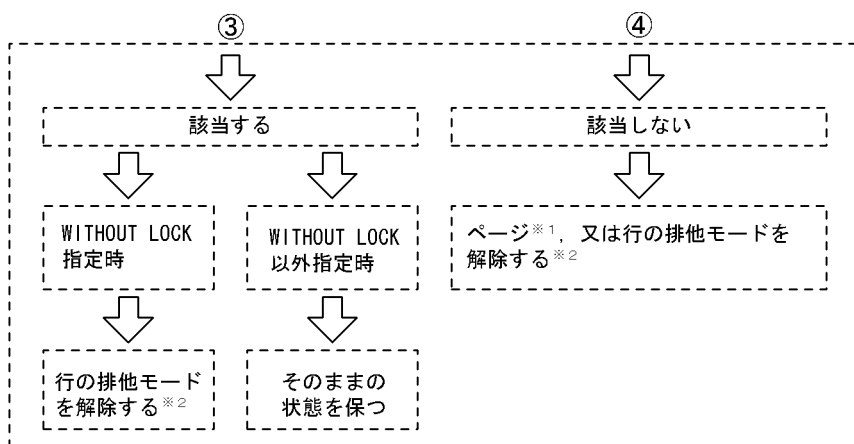 ③
④
該当する
該当しない
WITHOUT LOCK
指定時
WITHOUT LOCK
以外指定時
ページ※1，又は行の排他モードを
解除する※2
行の排他モード
を解除する※2
そのままの
状態を保つ